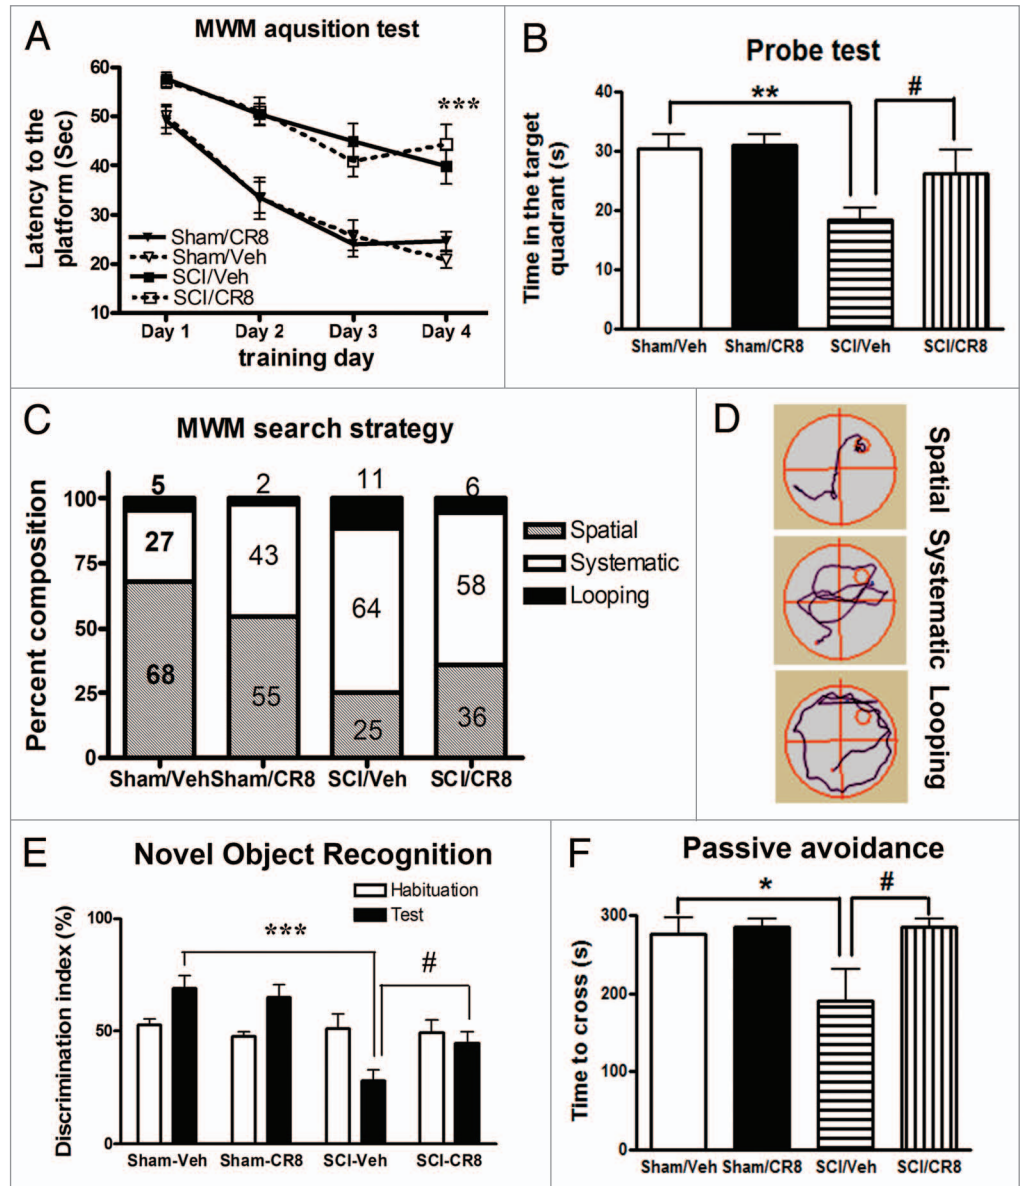 A
MWM aqusition test
Latency to the
platform (Sec)
60
50
40
30
20
10
***
Sham/CR8
Sham/Veh
SCI/Veh
SCI/CR8
Day 1 Day 2 Day 3 Day 4
training day
B
Probe test
Time in the target
quadrant (s)
40
30
20
10
0
** #
Sham/Veh Sham/CR8 SCI/Veh SCI/CR8
C
MWM search strategy
Percent composition
100
75
50
25
0
5 2 11 6
27 43 64 58
68 55 25 36
Sham/Veh Sham/CR8 SCI/Veh SCI/CR8
Spatial
Systematic
Looping
D
Spatial
Systematic
Looping
E
Novel Object Recognition
Habituation
Test
Discrimination index (%)
100
50
0
***
#
Sham-Veh Sham-CR8 SCI-Veh SCI-CR8
F
Passive avoidance
Time to cross (s)
300
200
100
0
* #
Sham/Veh Sham/CR8 SCI/Veh SCI/CR8